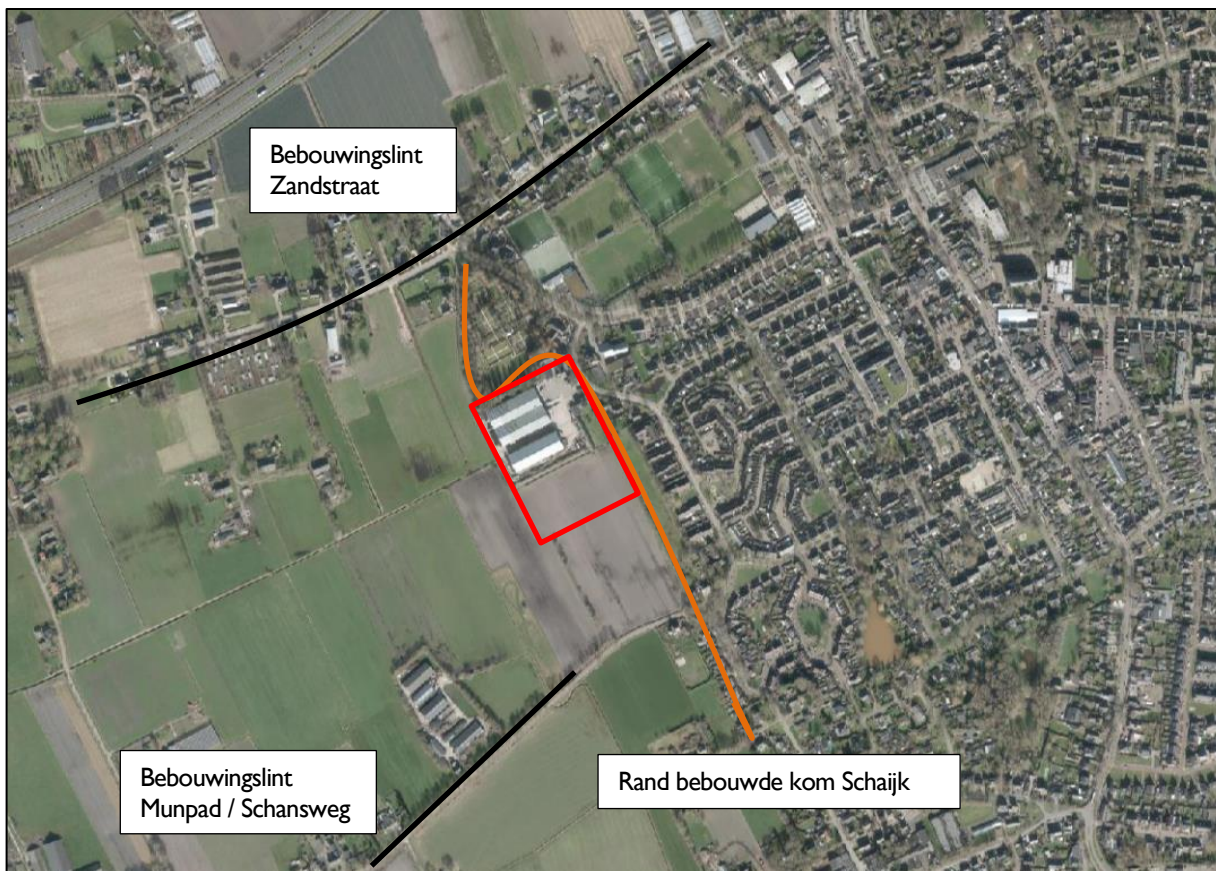 Bebouwingslint
Zandstraat
Bebouwingslint
Munpad / Schansweg
Rand bebouwde kom Schaijk